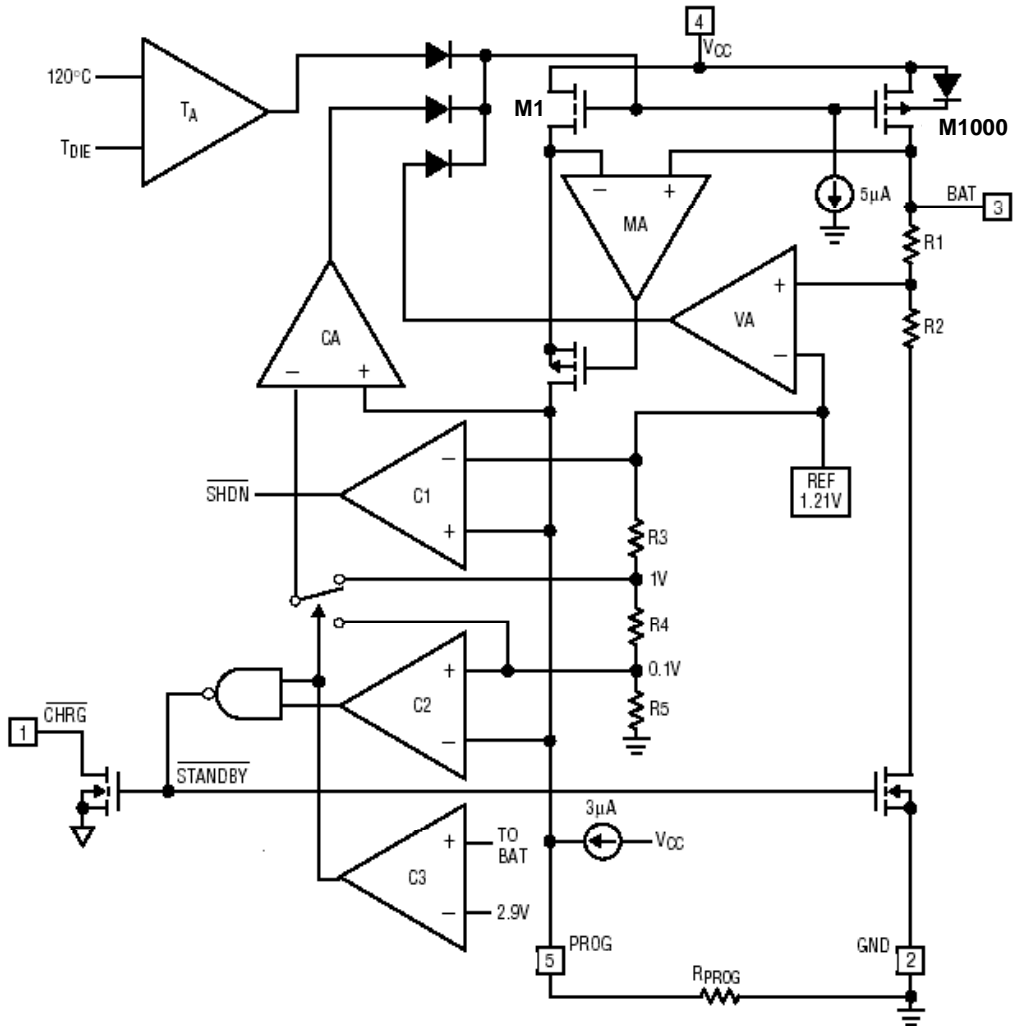 4
VCC
120°C
TA
TDIE
M1
M1000
− +
MA
5µA
BAT
3
R1
+
VA
−
R2
CA
− +
REF
1.21V
−
SHDN
C1
+
R3
1V
R4
+
0.1V
C2
R5
−
CHRG
1
STANDBY
3µA
VCC
+
TO
BAT
C3
−
2.9V
PROG
5
GND
2
RPROG